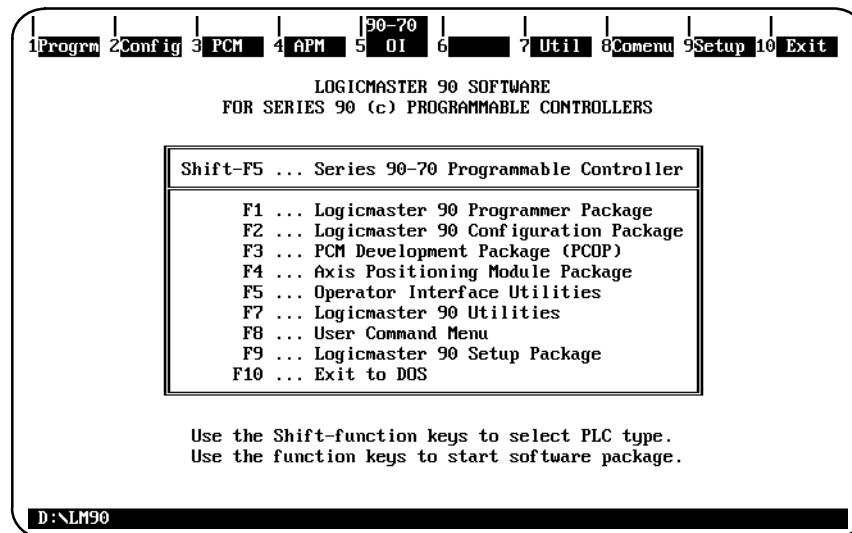 | | | |90-70 | | | | |
1Progrm 2Config 3 PCM 4 APM 5 OI 6 7 Util 8Comenu 9Setup 10 Exit
LOGICMASTER 90 SOFTWARE
FOR SERIES 90 (c) PROGRAMMABLE CONTROLLERS
Shift-F5 ... Series 90-70 Programmable Controller
F1 ... Logicmaster 90 Programmer Package
F2 ... Logicmaster 90 Configuration Package
F3 ... PCM Development Package (PCOP)
F4 ... Axis Positioning Module Package
F5 ... Operator Interface Utilities
F7 ... Logicmaster 90 Utilities
F8 ... User Command Menu
F9 ... Logicmaster 90 Setup Package
F10 ... Exit to DOS
Use the Shift-function keys to select PLC type.
Use the function keys to start software package.
D:\LM90